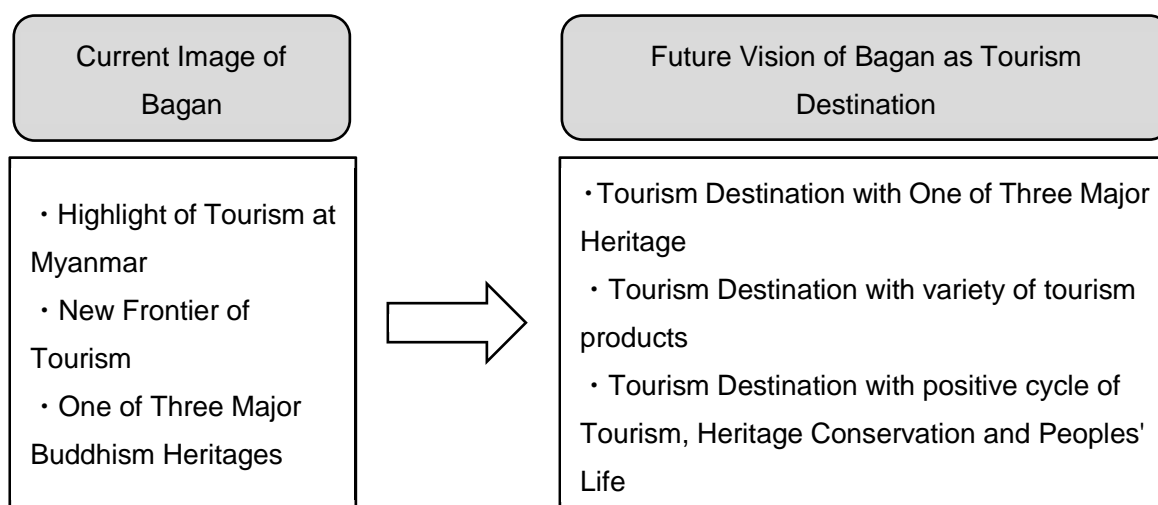 Current Image of
Bagan
Future Vision of Bagan as Tourism
Destination
・Highlight of Tourism at
Myanmar
・New Frontier of
Tourism
・One of Three Major
Buddhism Heritages
・Tourism Destination with One of Three Major
Heritage
・Tourism Destination with variety of tourism
products
・Tourism Destination with positive cycle of
Tourism, Heritage Conservation and Peoples'
Life